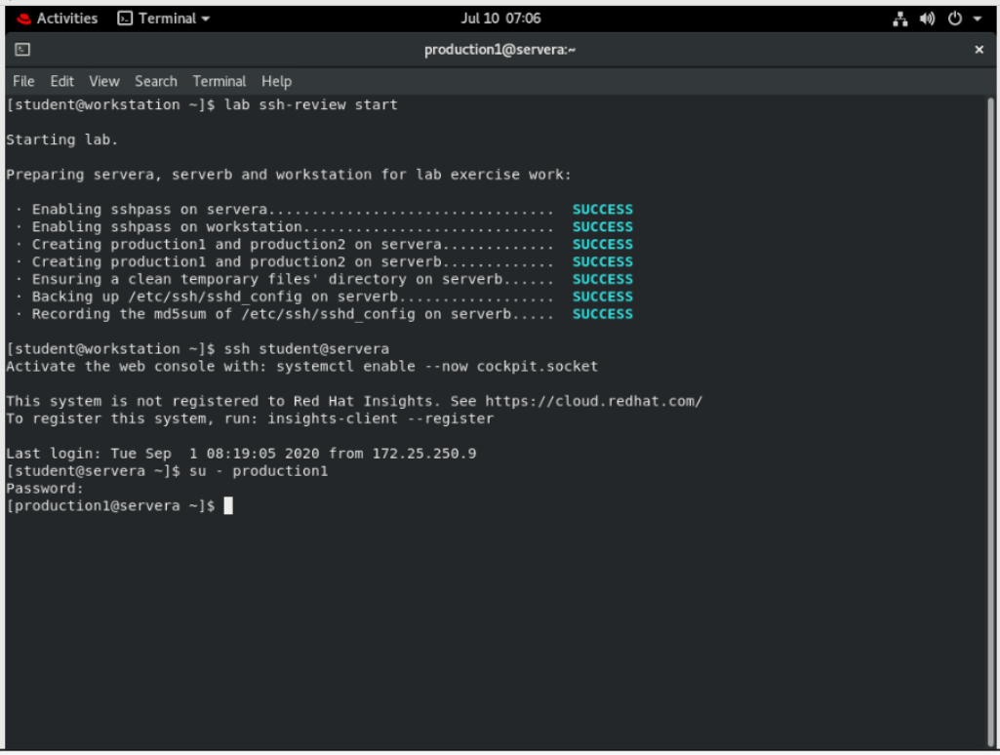 Activities Terminal Jul 10 07:06
production1@servera:~ ×
File Edit View Search Terminal Help
[student@workstation ~]$ lab ssh-review start
Starting lab.
Preparing servera, serverb and workstation for lab exercise work:
· Enabling sshpass on servera................................. SUCCESS
· Enabling sshpass on workstation............................. SUCCESS
· Creating production1 and production2 on servera............. SUCCESS
· Creating production1 and production2 on serverb............. SUCCESS
· Ensuring a clean temporary files' directory on serverb...... SUCCESS
· Backing up /etc/ssh/sshd_config on serverb.................. SUCCESS
· Recording the md5sum of /etc/ssh/sshd_config on serverb..... SUCCESS
[student@workstation ~]$ ssh student@servera
Activate the web console with: systemctl enable --now cockpit.socket
This system is not registered to Red Hat Insights. See https://cloud.redhat.com/
To register this system, run: insights-client --register
Last login: Tue Sep  1 08:19:05 2020 from 172.25.250.9
[student@servera ~]$ su - production1
Password:
[production1@servera ~]$